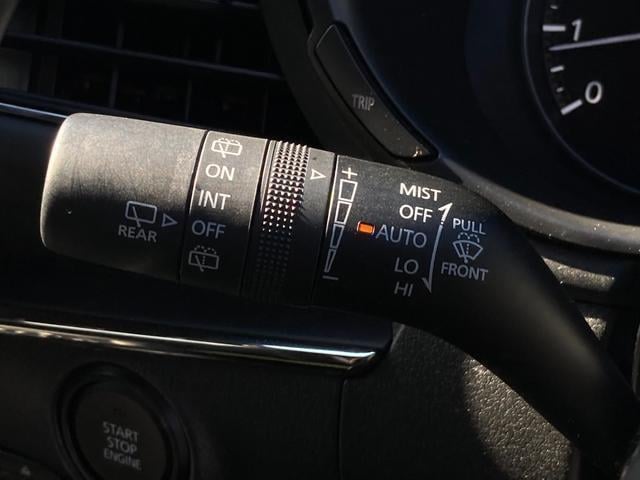 1
0
TRIP
ON
INT
OFF
REAR
+
−
MIST
OFF
AUTO
LO
HI
PULL
FRONT
START
STOP
ENGINE